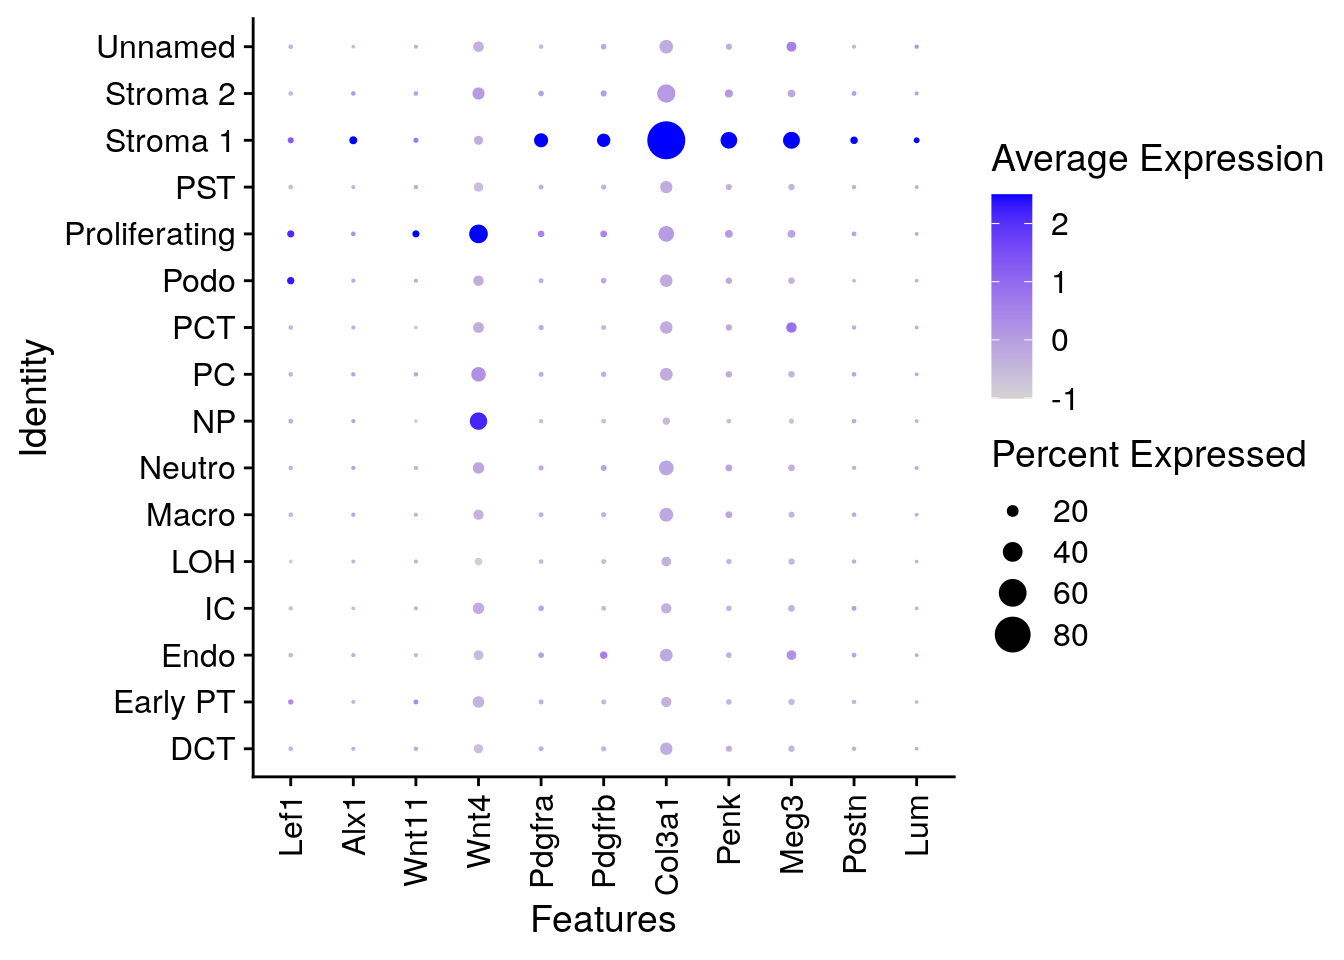 Unnamed
Stroma 2
Stroma 1
PST
Proliferating
Podo
PCT
PC
NP
Neutro
Macro
LOH
IC
Endo
Early PT
DCT
Identity
Lef1
Alx1
Wnt11
Wnt4
Pdgfra
Pdgfrb
Col3a1
Penk
Meg3
Postn
Lum
Features
Average Expression
2
1
0
-1
Percent Expressed
20
40
60
80